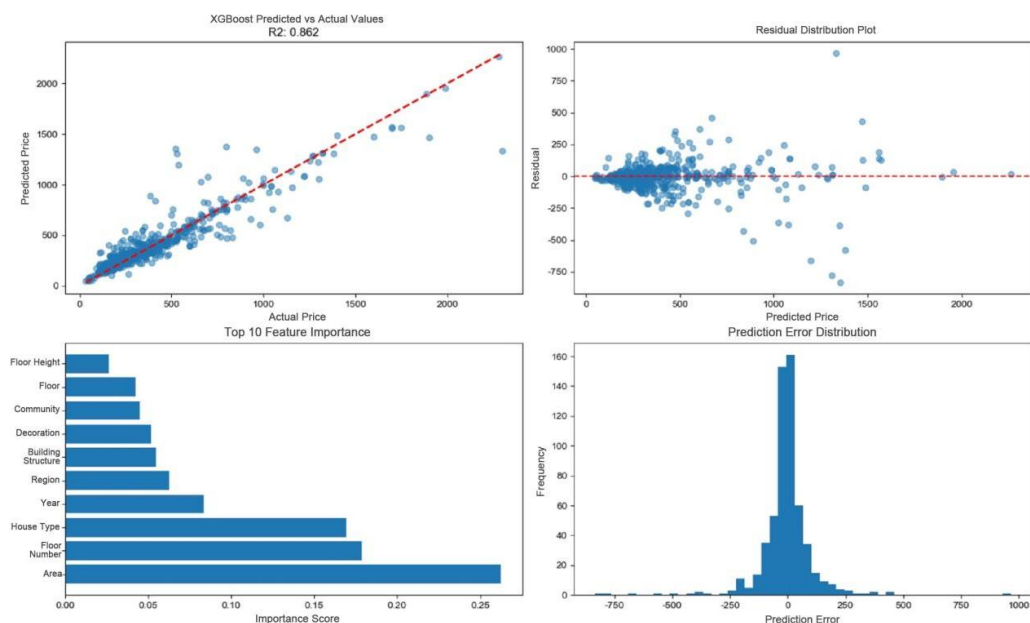 XGBoost Predicted vs Actual Values
R2: 0.862
Predicted Price
2000
1500
1000
500
0
0
500
1000
1500
2000
Actual Price
Residual Distribution Plot
Residual
1000
750
500
250
0
-250
-500
-750
0
500
1000
1500
2000
Predicted Price
Top 10 Feature Importance
Floor Height
Floor
Community
Decoration
Building
Structure
Region
Year
House Type
Floor
Number
Area
0.00
0.05
0.10
0.15
0.20
0.25
Importance Score
Prediction Error Distribution
Frequency
160
140
120
100
80
60
40
20
0
-750
-500
-250
0
250
500
750
1000
Prediction Error